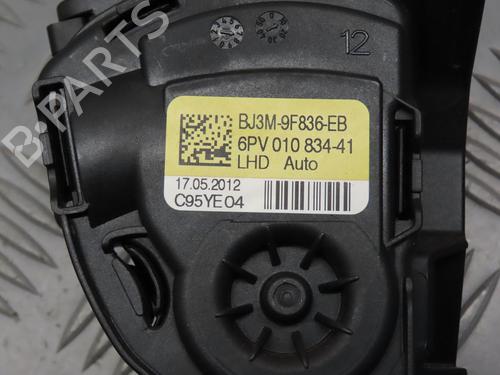 12
BJ3M-9F836-EB
6PV 010 834-41
LHD Auto
17.05.2012
C95YE04
B-PARTS